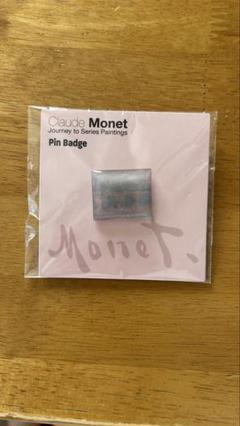 Claude Monet
Journey to Series Paintings
Pin Badge
Monet.